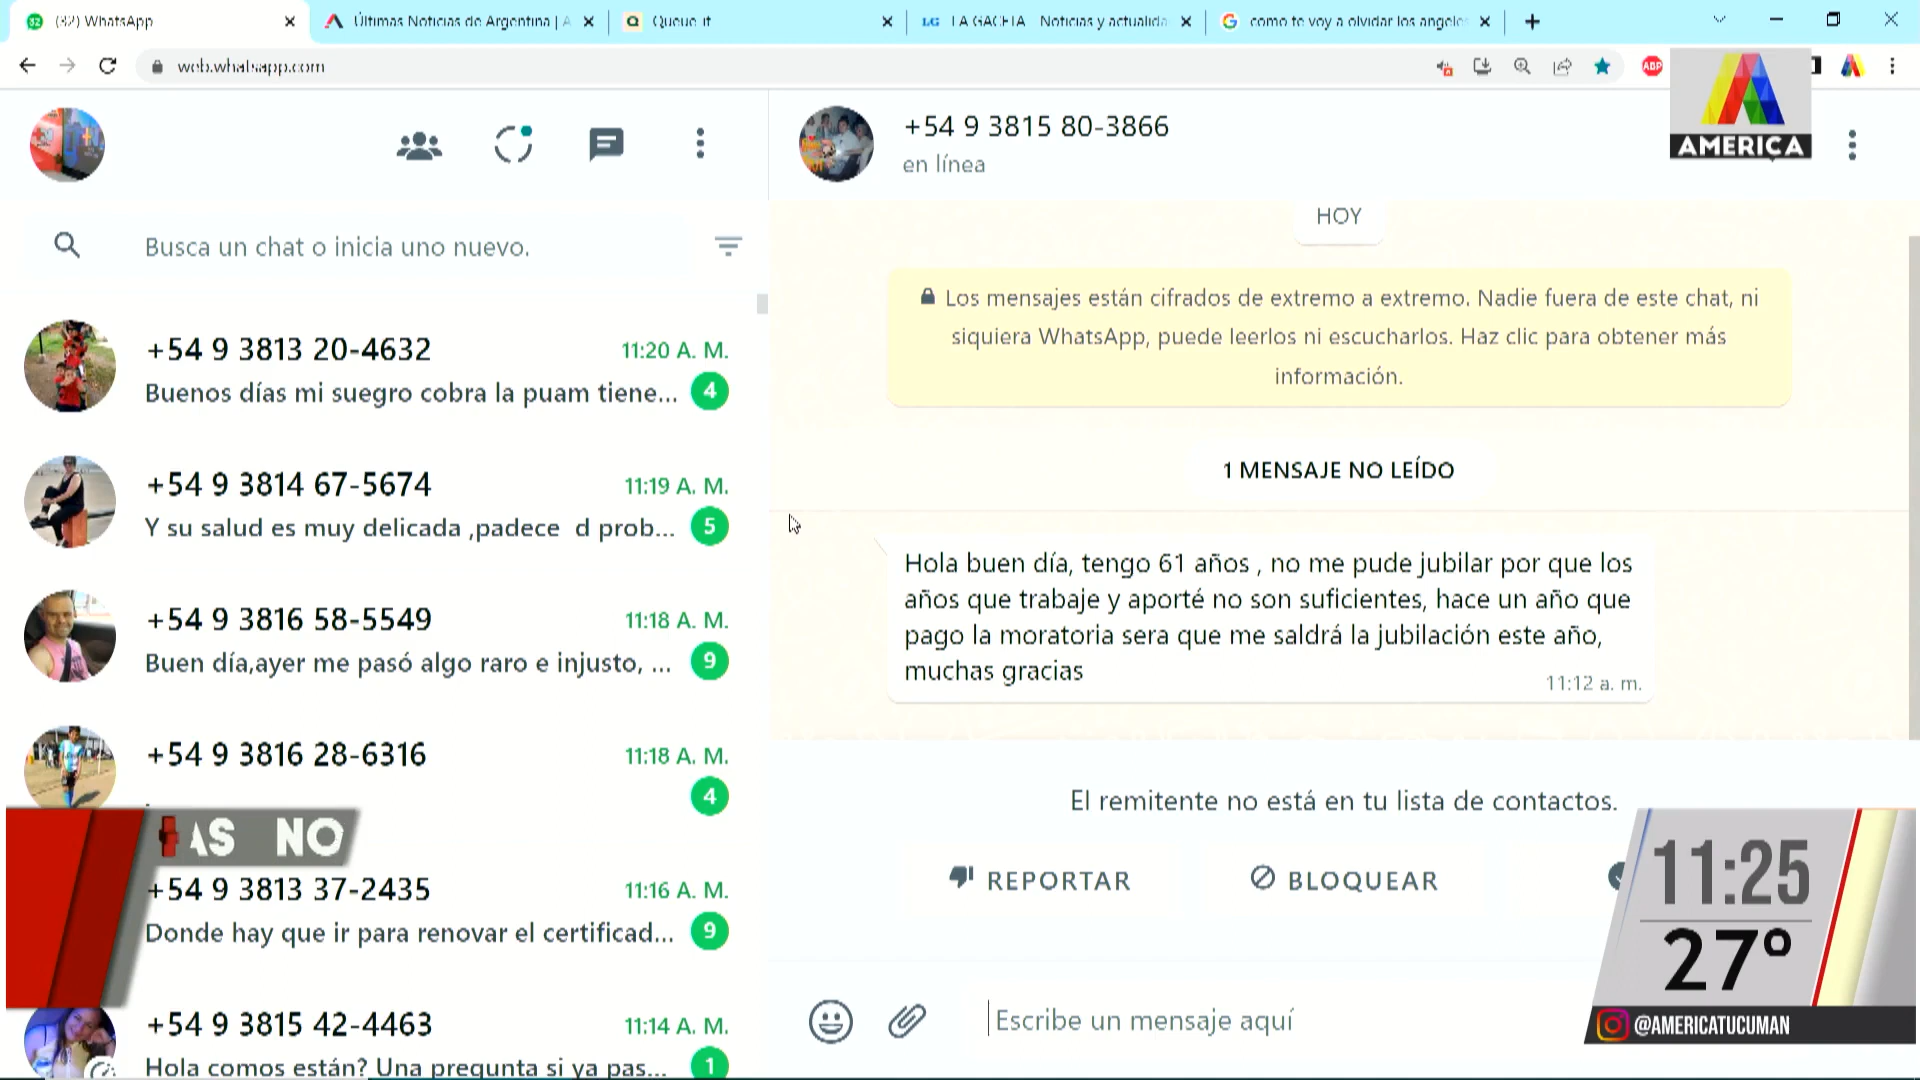 (32) WhatsApp
Últimas Noticias de Argentina | A
Queue it
LG LA GACETA Noticias y actualida
como te voy a olvidar los angele
web.whatsapp.com
ABP
AMERICA
+54 9 3815 80-3866
en línea
HOY
Busca un chat o inicia uno nuevo.
Los mensajes están cifrados de extremo a extremo. Nadie fuera de este chat, ni
siquiera WhatsApp, puede leerlos ni escucharlos. Haz clic para obtener más
información.
+54 9 3813 20-4632
11:20 A. M.
Buenos días mi suegro cobra la puam tiene...
4
+54 9 3814 67-5674
11:19 A. M.
Y su salud es muy delicada ,padece d prob...
5
1 MENSAJE NO LEÍDO
Hola buen día, tengo 61 años , no me pude jubilar por que los
años que trabaje y aporté no son suficientes, hace un año que
pago la moratoria sera que me saldrá la jubilación este año,
muchas gracias
11:12 a. m.
+54 9 3816 58-5549
11:18 A. M.
Buen día,ayer me pasó algo raro e injusto, ...
9
+54 9 3816 28-6316
11:18 A. M.
4
El remitente no está en tu lista de contactos.
REPORTAR
BLOQUEAR
AS NO
+54 9 3813 37-2435
11:16 A. M.
Donde hay que ir para renovar el certificad...
9
+54 9 3815 42-4463
11:14 A. M.
Hola comos están? Una pregunta si ya pas...
1
Escribe un mensaje aquí
11:25
27°
@AMERICATUCUMAN